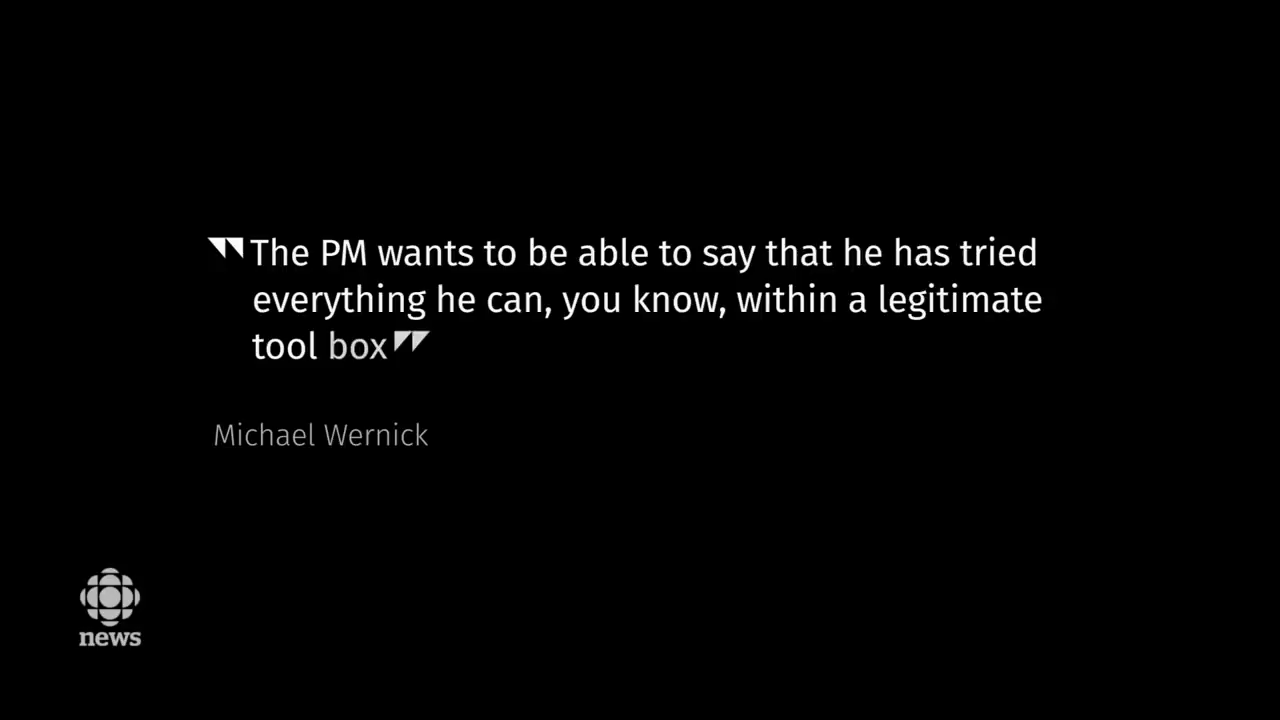 "The PM wants to be able to say that he has tried
everything he can, you know, within a legitimate
tool box"
Michael Wernick
news